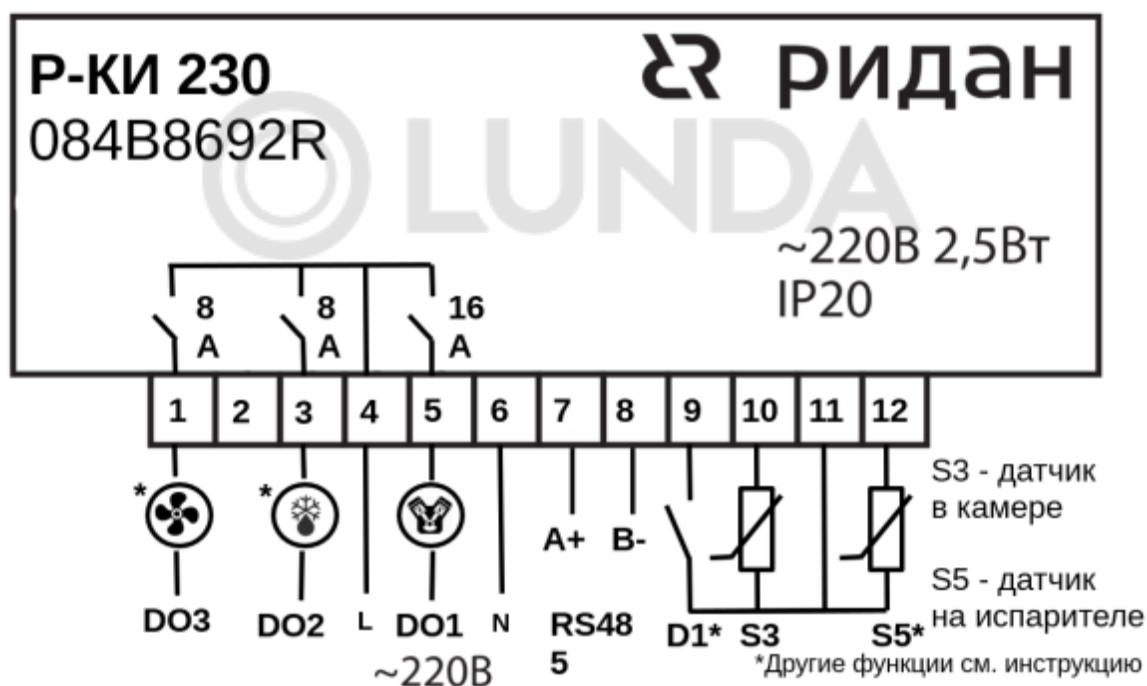 Р-КИ 230
ридан
084B8692R
LUNDA
~220В 2,5Вт
IP20
8 8 16
A A A
1 2 3 4 5 6 7 8 9 10 11 12
S3 - датчик
в камере
* *
A+ B-
S5 - датчик
на испарителе
DO3 DO2 L DO1 N RS48 D1* S3 S5*
5
~220В
*Другие функции см. инструкцию